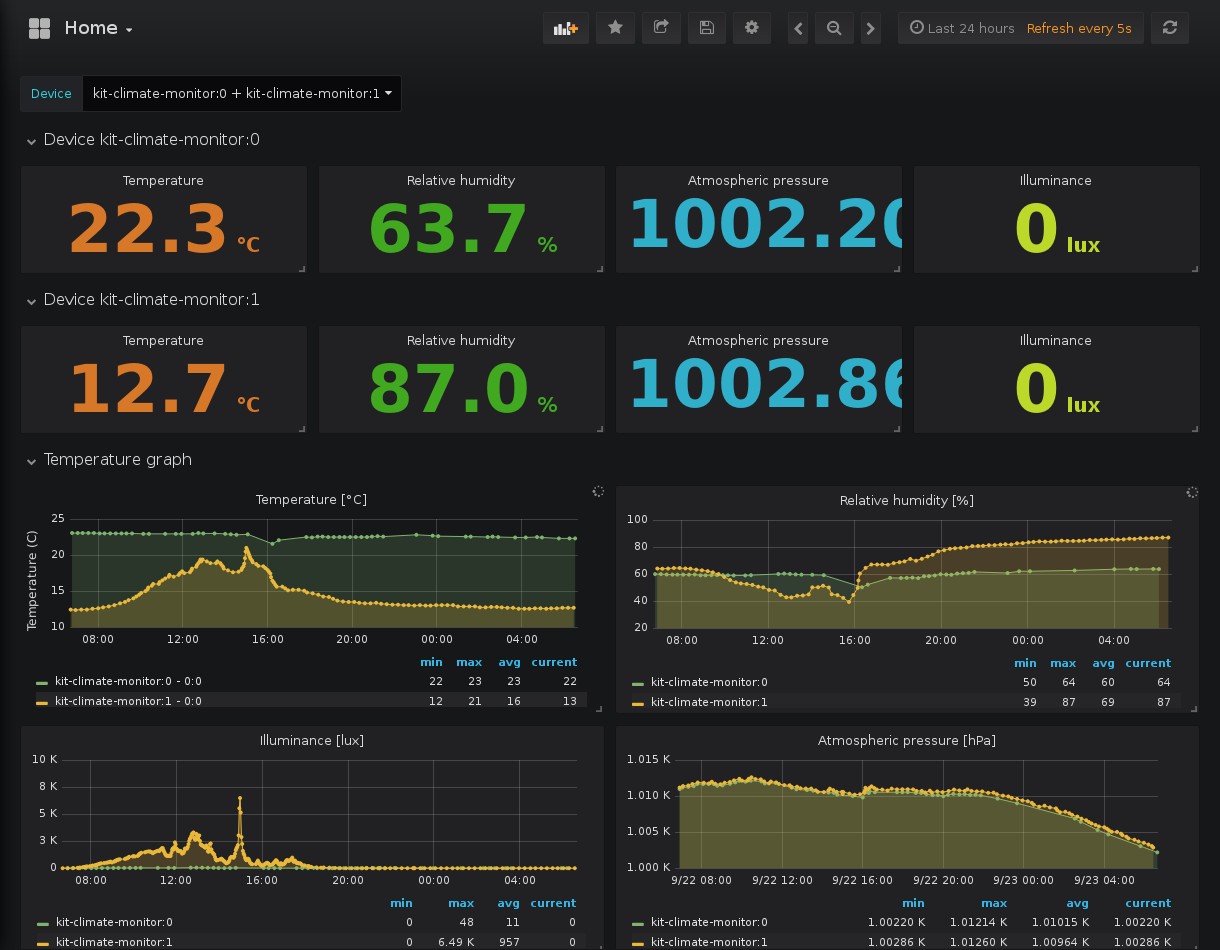 Home
Last 24 hours Refresh every 5s
Device kit-climate-monitor:0 + kit-climate-monitor:1
Device kit-climate-monitor:0
Temperature Relative humidity Atmospheric pressure Illuminance
22.3 °C 63.7 % 1002.20 0 lux
Device kit-climate-monitor:1
Temperature Relative humidity Atmospheric pressure Illuminance
12.7 °C 87.0 % 1002.86 0 lux
Temperature graph
Temperature [°C]
Temperature (C)
25
20
15
10
08:00 12:00 16:00 20:00 00:00 04:00
min max avg current
kit-climate-monitor:0 - 0:0 22 23 23 22
kit-climate-monitor:1 - 0:0 12 21 16 13
Relative humidity [%]
100
80
60
40
20
08:00 12:00 16:00 20:00 00:00 04:00
min max avg current
kit-climate-monitor:0 50 64 60 64
kit-climate-monitor:1 39 87 69 87
Illuminance [lux]
10 K
8 K
5 K
3 K
0
08:00 12:00 16:00 20:00 00:00 04:00
min max avg current
kit-climate-monitor:0 0 48 11 0
kit-climate-monitor:1 0 6.49 K 957 0
Atmospheric pressure [hPa]
1.015 K
1.010 K
1.005 K
1.000 K
9/22 08:00 9/22 12:00 9/22 16:00 9/22 20:00 9/23 00:00 9/23 04:00
min max avg current
kit-climate-monitor:0 1.00220 K 1.01214 K 1.01015 K 1.00220 K
kit-climate-monitor:1 1.00286 K 1.01260 K 1.00964 K 1.00286 K